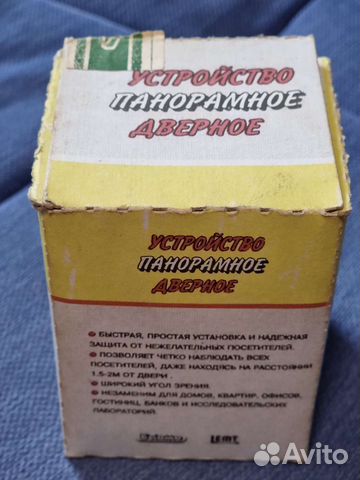 УСТРОЙСТВО
ПАНОРАМНОЕ
ДВЕРНОЕ
УСТРОЙСТВО
ПАНОРАМНОЕ
ДВЕРНОЕ
● БЫСТРАЯ, ПРОСТАЯ УСТАНОВКА И НАДЕЖНАЯ
ЗАЩИТА ОТ НЕЖЕЛАТЕЛЬНЫХ ПОСЕТИТЕЛЕЙ.
● ПОЗВОЛЯЕТ ЧЕТКО НАБЛЮДАТЬ ВСЕХ
ПОСЕТИТЕЛЕЙ, ДАЖЕ НАХОДЯСЬ НА РАССТОЯНИИ
1.5-2М ОТ ДВЕРИ.
● ШИРОКИЙ УГОЛ ЗРЕНИЯ.
● НЕЗАМЕНИМ ДЛЯ ДОМОВ, КВАРТИР, ОФИСОВ,
ГОСТИНИЦ, БАНКОВ И ИССЛЕДОВАТЕЛЬСКИХ
ЛАБОРАТОРИЙ.
LEMT
Avito